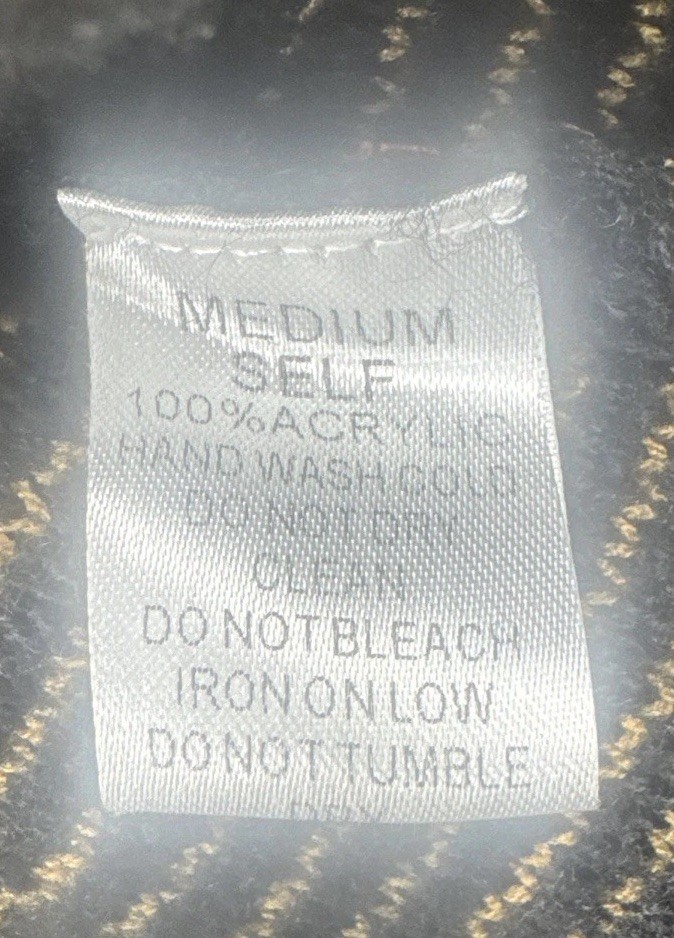 MEDIUM
SELF
100%ACRYLIC
HAND WASH COLD
DO NOT DRY
CLEAN
DO NOT BLEACH
IRON ON LOW
DO NOT TUMBLE
DRY